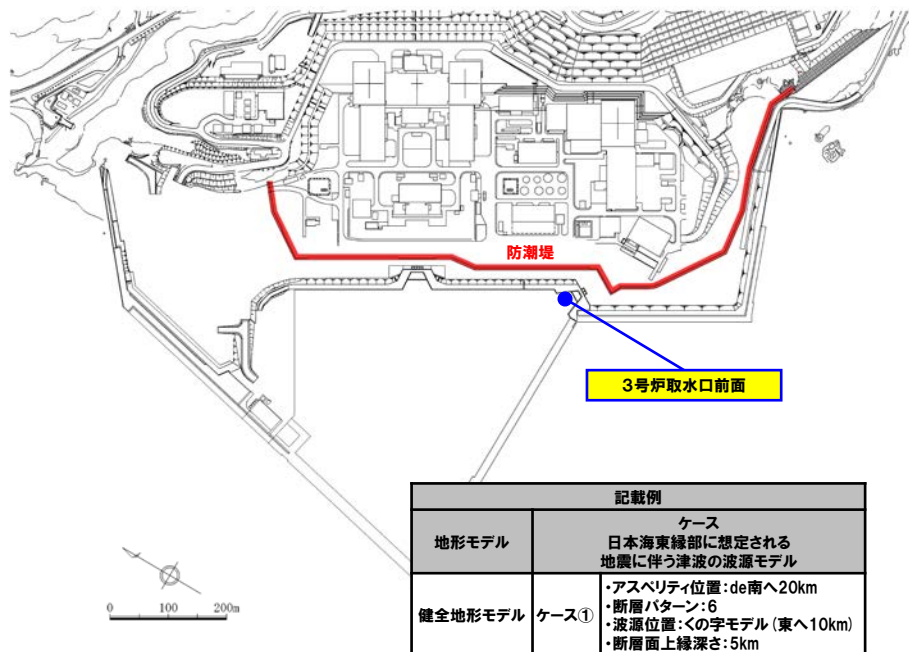 防潮堤
3号炉取水口前面
記載例
地形モデル
ケース
日本海東縁部に想定される
地震に伴う津波の波源モデル
健全地形モデル
ケース①
・アスペリティ位置:de南へ20km
・断層パターン:6
・波源位置:くの字モデル(東へ10km)
・断層面上縁深さ:5km
0 100 200m